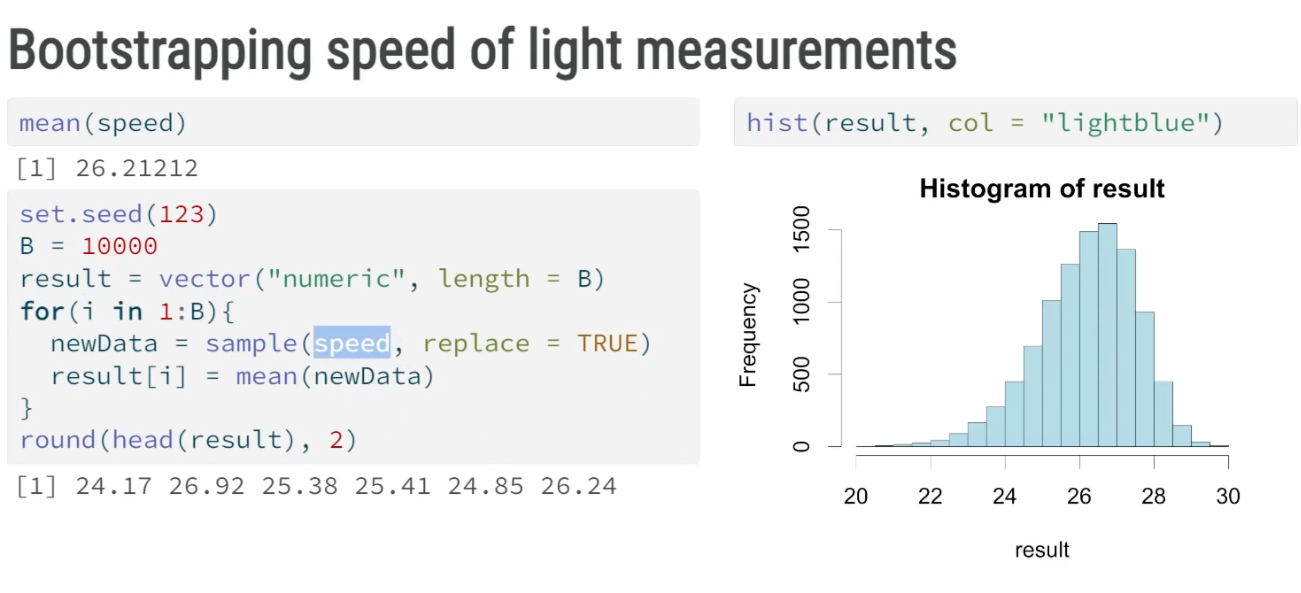 Bootstrapping speed of light measurements
mean(speed)
[1] 26.21212
set.seed(123)
B = 10000
result = vector("numeric", length = B)
for(i in 1:B){
  newData = sample(speed, replace = TRUE)
  result[i] = mean(newData)
}
round(head(result), 2)
[1] 24.17 26.92 25.38 25.41 24.85 26.24
hist(result, col = "lightblue")
Histogram of result
Frequency
1500
1000
500
0
20 22 24 26 28 30
result